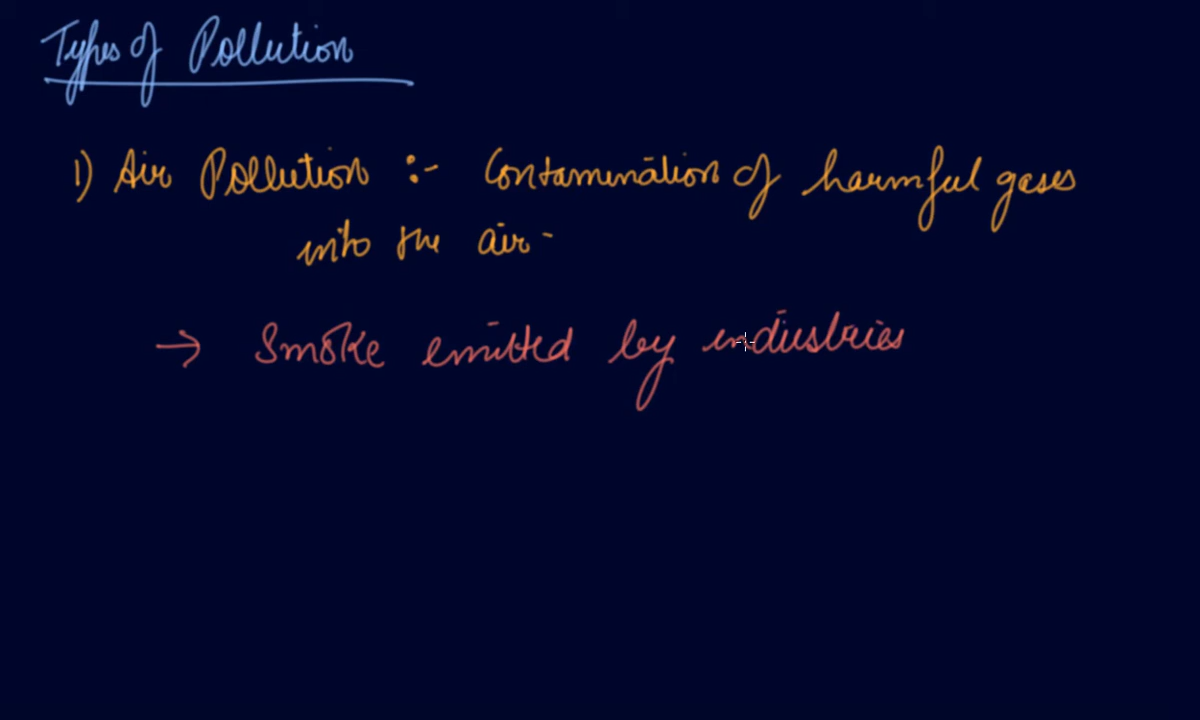 Types of Pollution
1) Air Pollution :- Contamination of harmful gases
into the air -
→ Smoke emitted by industries